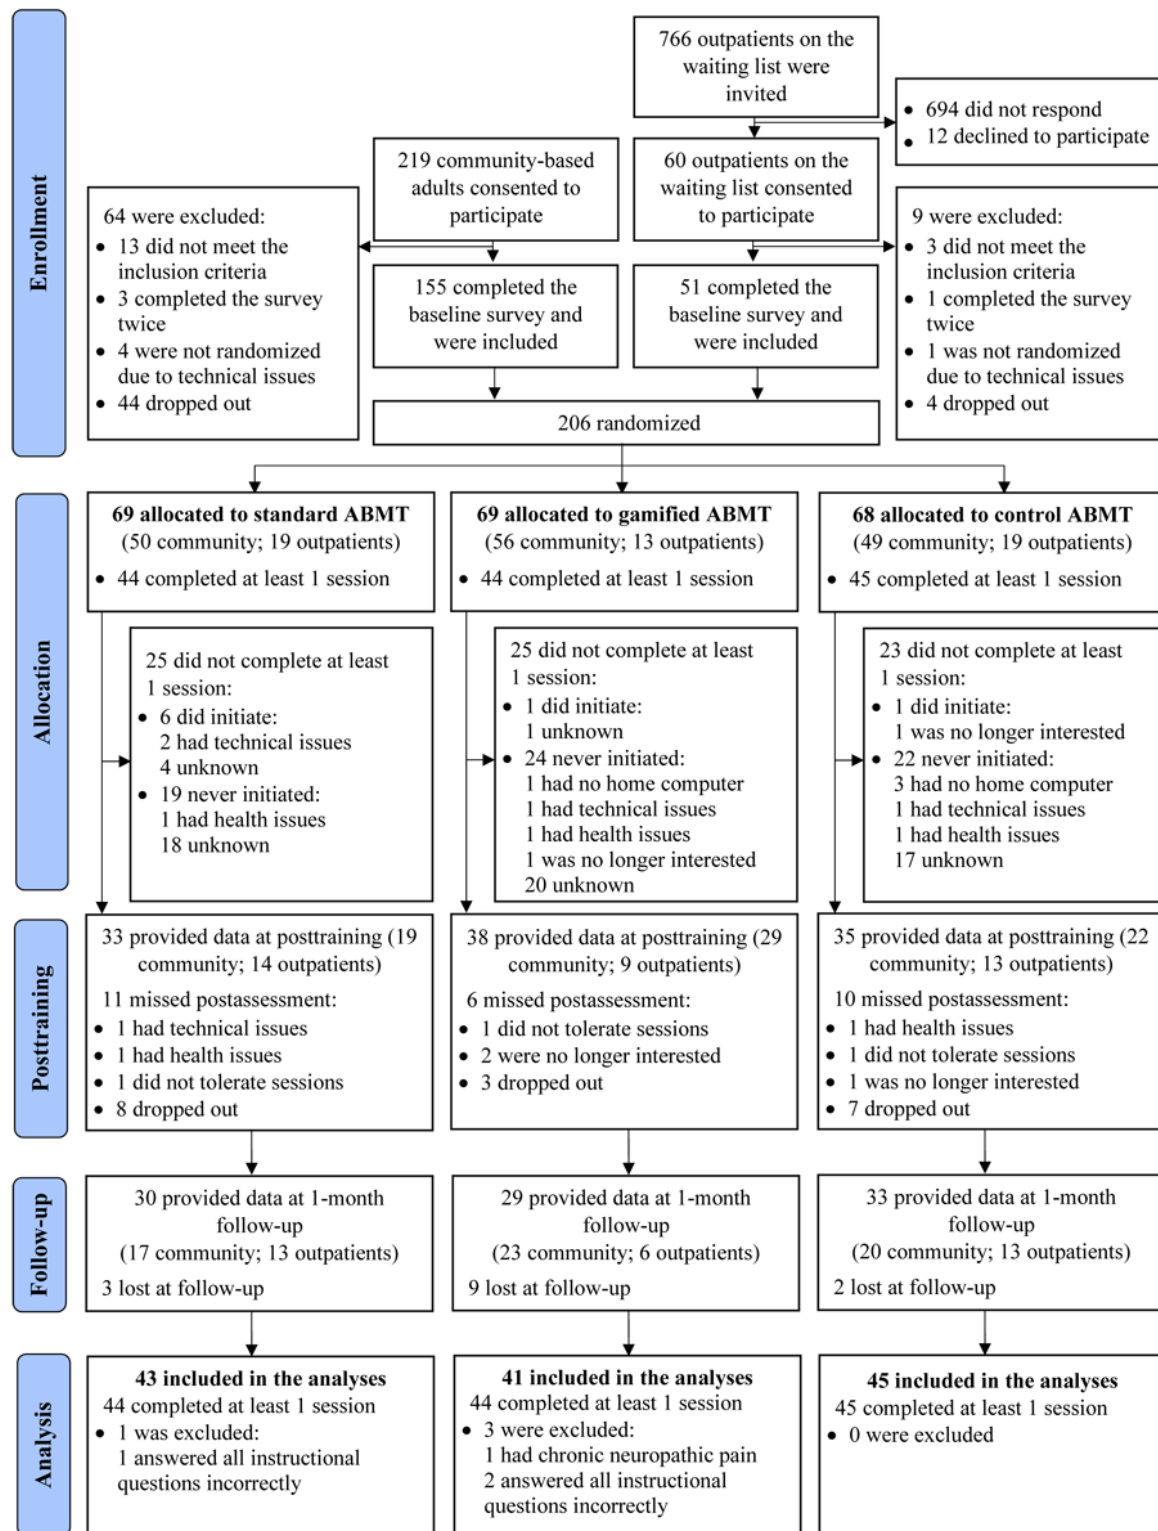 Enrollment
766 outpatients on the
waiting list were
invited
• 694 did not respond
• 12 declined to participate
219 community-based
adults consented to
participate
60 outpatients on the
waiting list consented
to participate
64 were excluded:
• 13 did not meet the
inclusion criteria
• 3 completed the survey
twice
• 4 were not randomized
due to technical issues
• 44 dropped out
9 were excluded:
• 3 did not meet the
inclusion criteria
• 1 completed the survey
twice
• 1 was not randomized
due to technical issues
• 4 dropped out
155 completed the
baseline survey and
were included
51 completed the
baseline survey and
were included
206 randomized
Allocation
69 allocated to standard ABMT
(50 community; 19 outpatients)
• 44 completed at least 1 session
69 allocated to gamified ABMT
(56 community; 13 outpatients)
• 44 completed at least 1 session
68 allocated to control ABMT
(49 community; 19 outpatients)
• 45 completed at least 1 session
25 did not complete at least
1 session:
• 6 did initiate:
2 had technical issues
4 unknown
• 19 never initiated:
1 had health issues
18 unknown
25 did not complete at least
1 session:
• 1 did initiate:
1 unknown
• 24 never initiated:
1 had no home computer
1 had technical issues
1 had health issues
1 was no longer interested
20 unknown
23 did not complete at least
1 session:
• 1 did initiate:
1 was no longer interested
• 22 never initiated:
3 had no home computer
1 had technical issues
1 had health issues
17 unknown
Posttraining
33 provided data at posttraining (19
community; 14 outpatients)
11 missed postassessment:
• 1 had technical issues
• 1 had health issues
• 1 did not tolerate sessions
• 8 dropped out
38 provided data at posttraining (29
community; 9 outpatients)
6 missed postassessment:
• 1 did not tolerate sessions
• 2 were no longer interested
• 3 dropped out
35 provided data at posttraining (22
community; 13 outpatients)
10 missed postassessment:
• 1 had health issues
• 1 did not tolerate sessions
• 1 was no longer interested
• 7 dropped out
Follow-up
30 provided data at 1-month
follow-up
(17 community; 13 outpatients)
3 lost at follow-up
29 provided data at 1-month
follow-up
(23 community; 6 outpatients)
9 lost at follow-up
33 provided data at 1-month
follow-up
(20 community; 13 outpatients)
2 lost at follow-up
Analysis
43 included in the analyses
44 completed at least 1 session
• 1 was excluded:
1 answered all instructional
questions incorrectly
41 included in the analyses
44 completed at least 1 session
• 3 were excluded:
1 had chronic neuropathic pain
2 answered all instructional
questions incorrectly
45 included in the analyses
45 completed at least 1 session
• 0 were excluded